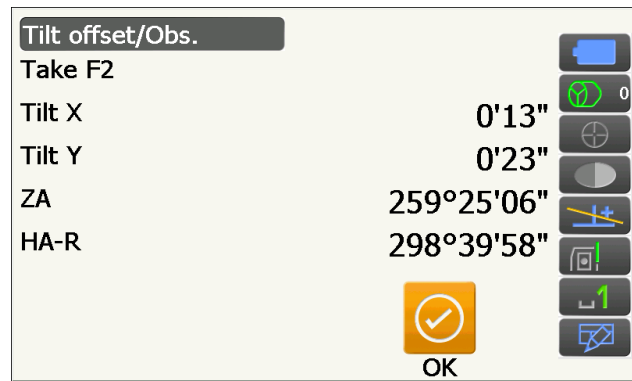 Tilt offset/Obs.
Take F2
Tilt X 0'13"
Tilt Y 0'23"
ZA 259°25'06"
HA-R 298°39'58"
0
1
OK